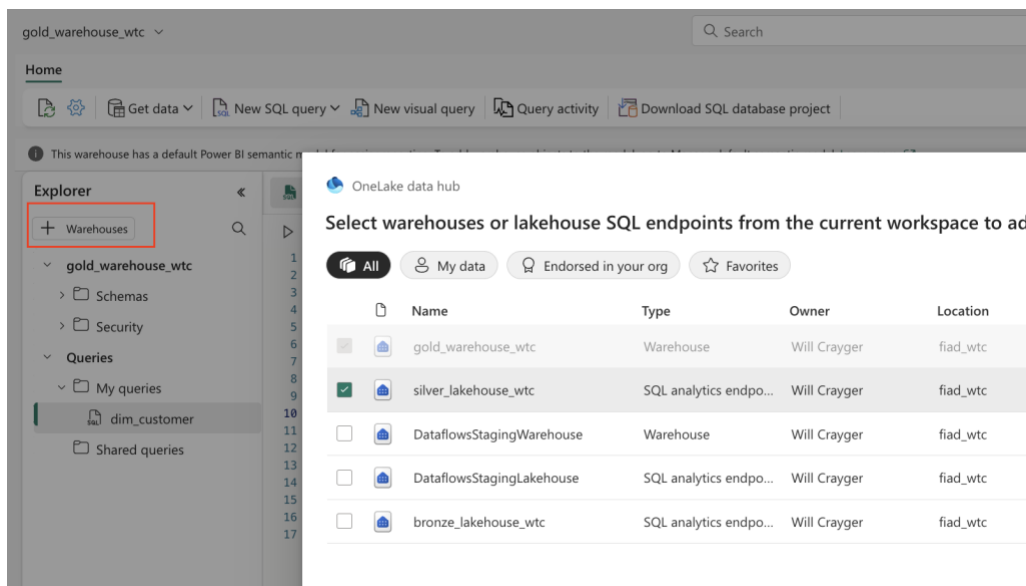 gold_warehouse_wtc
Search
Home
Get data
New SQL query
New visual query
Query activity
Download SQL database project
This warehouse has a default Power BI semantic
Explorer
Warehouses
gold_warehouse_wtc
Schemas
Security
Queries
My queries
SQL dim_customer
Shared queries
1
2
3
4
5
6
7
8
9
10
11
12
13
14
15
16
17
OneLake data hub
Select warehouses or lakehouse SQL endpoints from the current workspace to ad
All My data Endorsed in your org Favorites
Name Type Owner Location
gold_warehouse_wtc Warehouse Will Crayger fiad_wtc
silver_lakehouse_wtc SQL analytics endpo... Will Crayger fiad_wtc
DataflowsStagingWarehouse Warehouse Will Crayger fiad_wtc
DataflowsStagingLakehouse SQL analytics endpo... Will Crayger fiad_wtc
bronze_lakehouse_wtc SQL analytics endpo... Will Crayger fiad_wtc